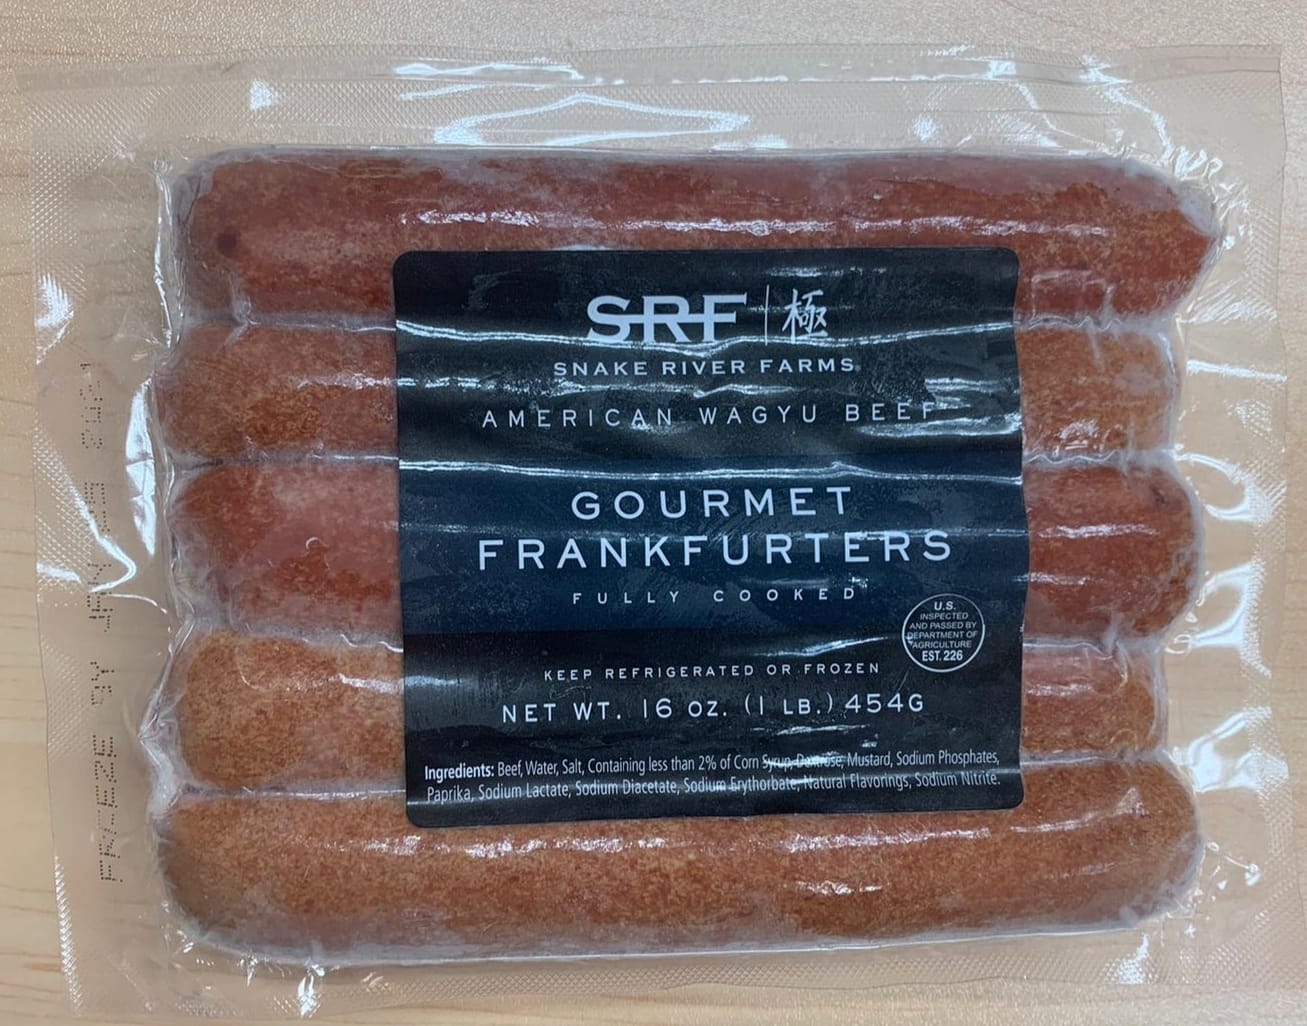 SRF | 極
SNAKE RIVER FARMS
AMERICAN WAGYU BEEF
GOURMET
FRANKFURTERS
FULLY COOKED
U.S.
INSPECTED
AND PASSED BY
DEPARTMENT OF
AGRICULTURE
EST. 226
KEEP REFRIGERATED OR FROZEN
NET WT. 16 OZ. (1 LB.) 454G
Ingredients: Beef, Water, Salt, Containing less than 2% of Corn Syrup, Dextrose, Mustard, Sodium Phosphates,
Paprika, Sodium Lactate, Sodium Diacetate, Sodium Erythorbate, Natural Flavorings, Sodium Nitrite.
FREEZE BY JAN